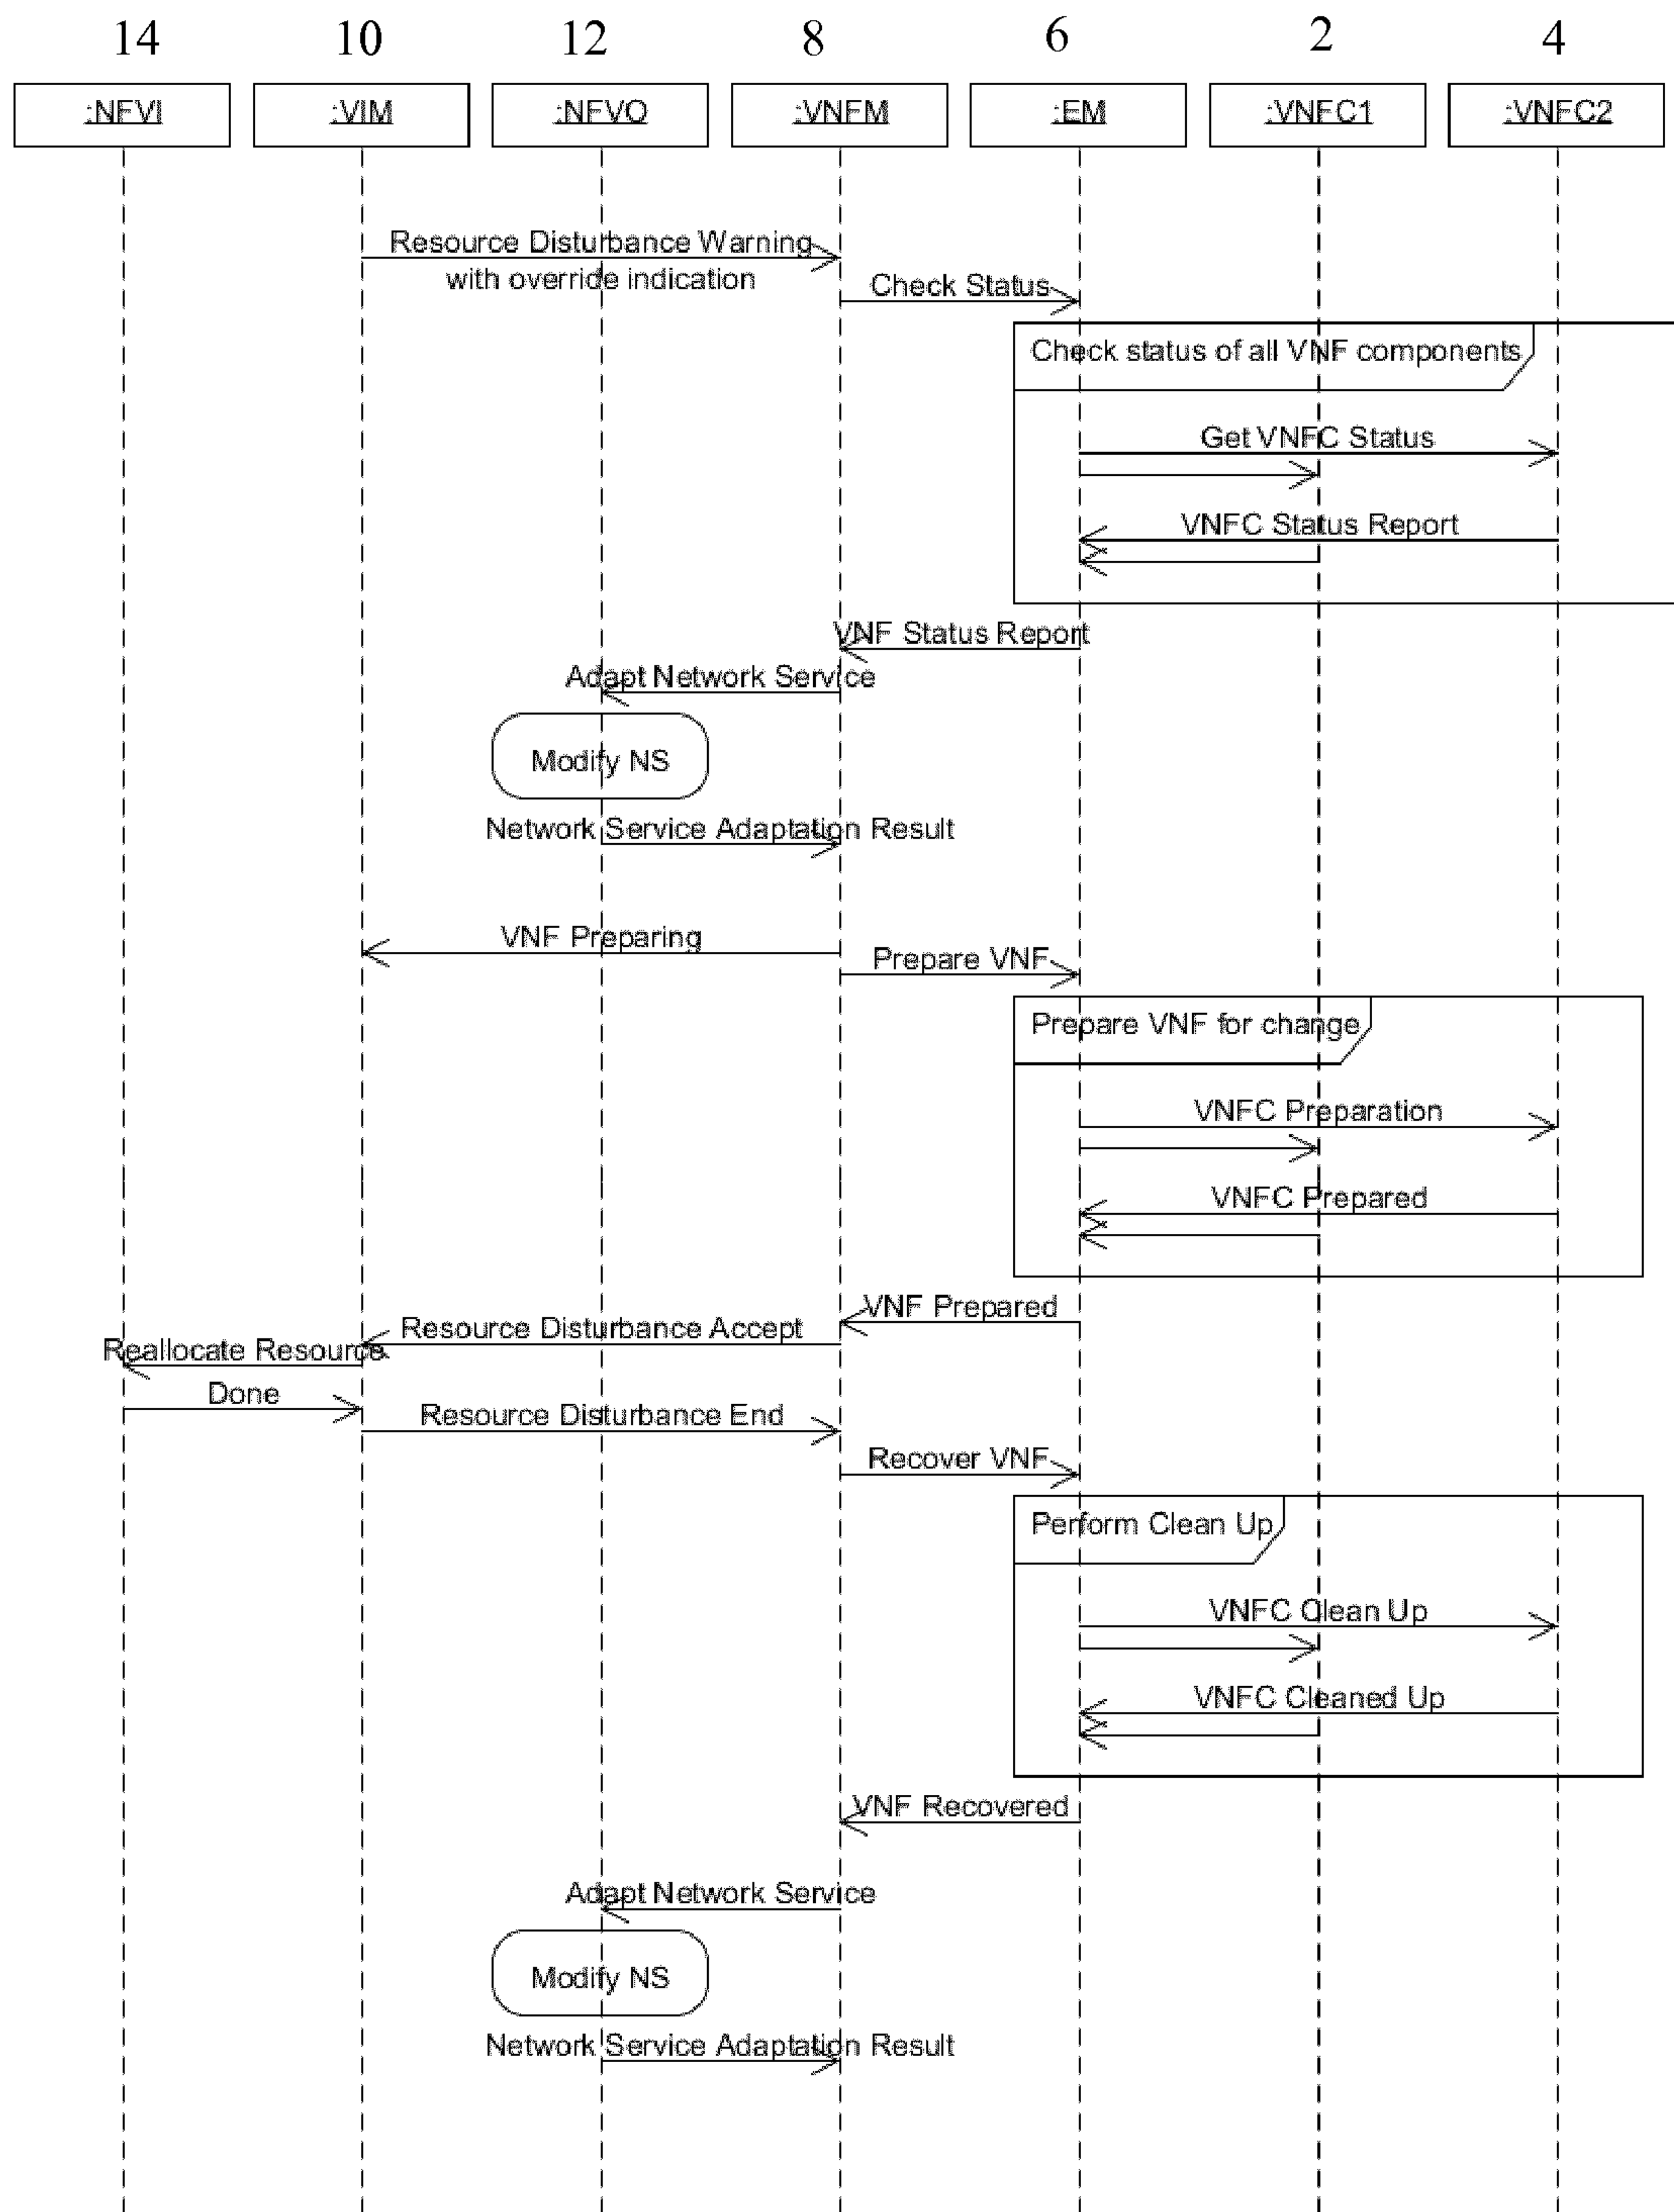 14 10 12 8 6 2 4
:NFVI :VIM :NFVO :VNFM :EM :VNFC1 :VNFC2
Resource Disturbance Warning
with override indication
Check Status
Check status of all VNF components
Get VNFC Status
VNFC Status Report
VNF Status Report
Adapt Network Service
Modify NS
Network Service Adaptation Result
VNF Preparing
Prepare VNF
Prepare VNF for change
VNFC Preparation
VNFC Prepared
VNF Prepared
Resource Disturbance Accept
Reallocate Resource
Done
Resource Disturbance End
Recover VNF
Perform Clean Up
VNFC Clean Up
VNFC Cleaned Up
VNF Recovered
Adapt Network Service
Modify NS
Network Service Adaptation Result